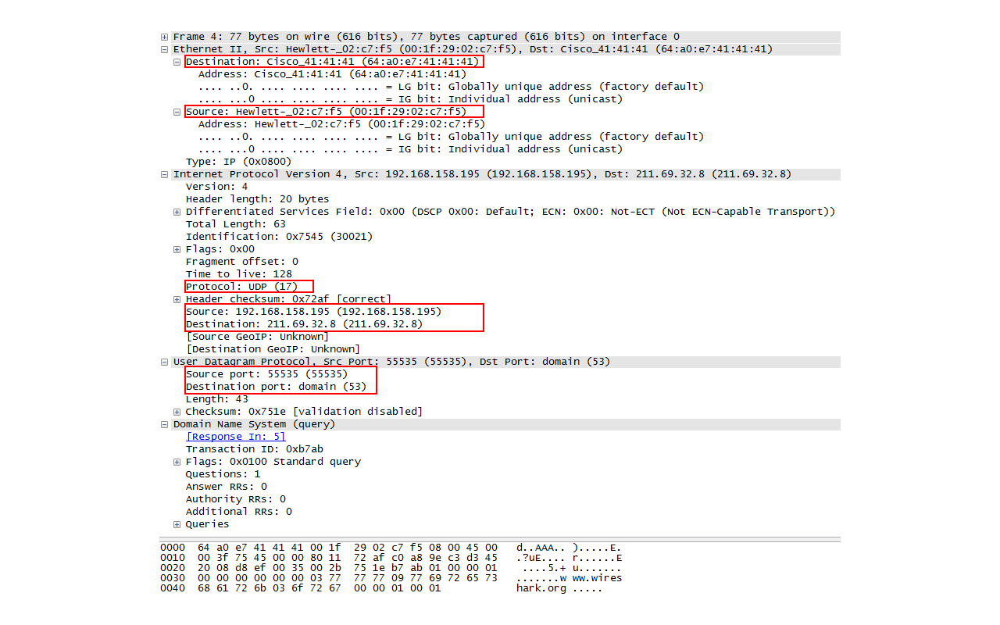 Frame 4: 77 bytes on wire (616 bits), 77 bytes captured (616 bits) on interface 0
Ethernet II, Src: Hewlett-_02:c7:f5 (00:1f:29:02:c7:f5), Dst: Cisco_41:41:41 (64:a0:e7:41:41:41)
Destination: Cisco_41:41:41 (64:a0:e7:41:41:41)
Address: Cisco_41:41:41 (64:a0:e7:41:41:41)
.... ..0. .... .... .... .... = LG bit: Globally unique address (factory default)
.... ...0 .... .... .... .... = IG bit: Individual address (unicast)
Source: Hewlett-_02:c7:f5 (00:1f:29:02:c7:f5)
Address: Hewlett-_02:c7:f5 (00:1f:29:02:c7:f5)
.... ..0. .... .... .... .... = LG bit: Globally unique address (factory default)
.... ...0 .... .... .... .... = IG bit: Individual address (unicast)
Type: IP (0x0800)
Internet Protocol Version 4, Src: 192.168.158.195 (192.168.158.195), Dst: 211.69.32.8 (211.69.32.8)
Version: 4
Header length: 20 bytes
Differentiated Services Field: 0x00 (DSCP 0x00: Default; ECN: 0x00: Not-ECT (Not ECN-Capable Transport))
Total Length: 63
Identification: 0x7545 (30021)
Flags: 0x00
Fragment offset: 0
Time to live: 128
Protocol: UDP (17)
Header checksum: 0x72af [correct]
Source: 192.168.158.195 (192.168.158.195)
Destination: 211.69.32.8 (211.69.32.8)
[Source GeoIP: Unknown]
[Destination GeoIP: Unknown]
User Datagram Protocol, Src Port: 55535 (55535), Dst Port: domain (53)
Source port: 55535 (55535)
Destination port: domain (53)
Length: 43
Checksum: 0x751e [validation disabled]
Domain Name System (query)
[Response In: 5]
Transaction ID: 0xb7ab
Flags: 0x0100 Standard query
Questions: 1
Answer RRs: 0
Authority RRs: 0
Additional RRs: 0
Queries
0000 64 a0 e7 41 41 41 00 1f 29 02 c7 f5 08 00 45 00 d..AAA.. ).....E.
0010 00 3f 75 45 00 00 80 11 72 af c0 a8 9e c3 d3 45 .?uE.... r......E
0020 20 08 d8 ef 00 35 00 2b 75 1e b7 ab 01 00 00 01 ....5.+ u.......
0030 00 00 00 00 00 00 03 77 77 77 09 77 69 72 65 73 .......w ww.wires
0040 68 61 72 6b 03 6f 72 67 00 00 01 00 01 hark.org .....